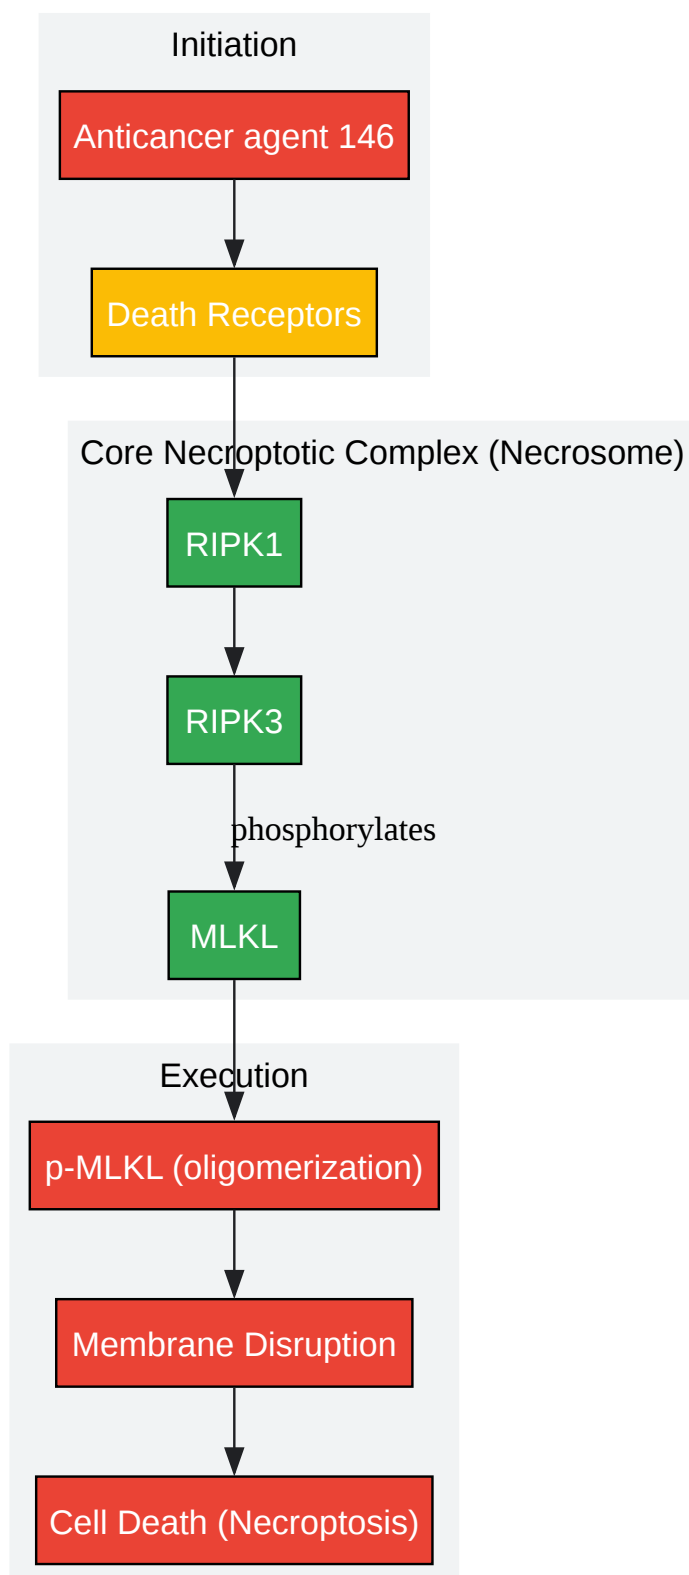 Initiation
Anticancer agent 146
Death Receptors
Core Necroptotic Complex (Necrosome)
RIPK1
RIPK3
phosphorylates
MLKL
Execution
p-MLKL (oligomerization)
Membrane Disruption
Cell Death (Necroptosis)